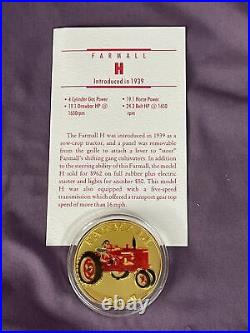 FARMALL
H
Introduced in 1939
• 4 Cylinder Gas Power
• 19.1 Horse Power
• 19.1 Drawbar HP @
1650rpm
• 24.3 Belt HP @ 1650
rpm
The Farmall H was introduced in 1939 as a
row-crop tractor, and a panel was removable
from the grille to attach a lever to "steer"
Farmall's shifting gang cultivators. In addition
to the steering ability of this Farmall, the model
H sold for $962 on full rubber plus electric
starter and lights for another $50. This model
H was also equipped with a five-speed
transmission which offered a transport gear top
speed of more than 16 mph.
FARMALL